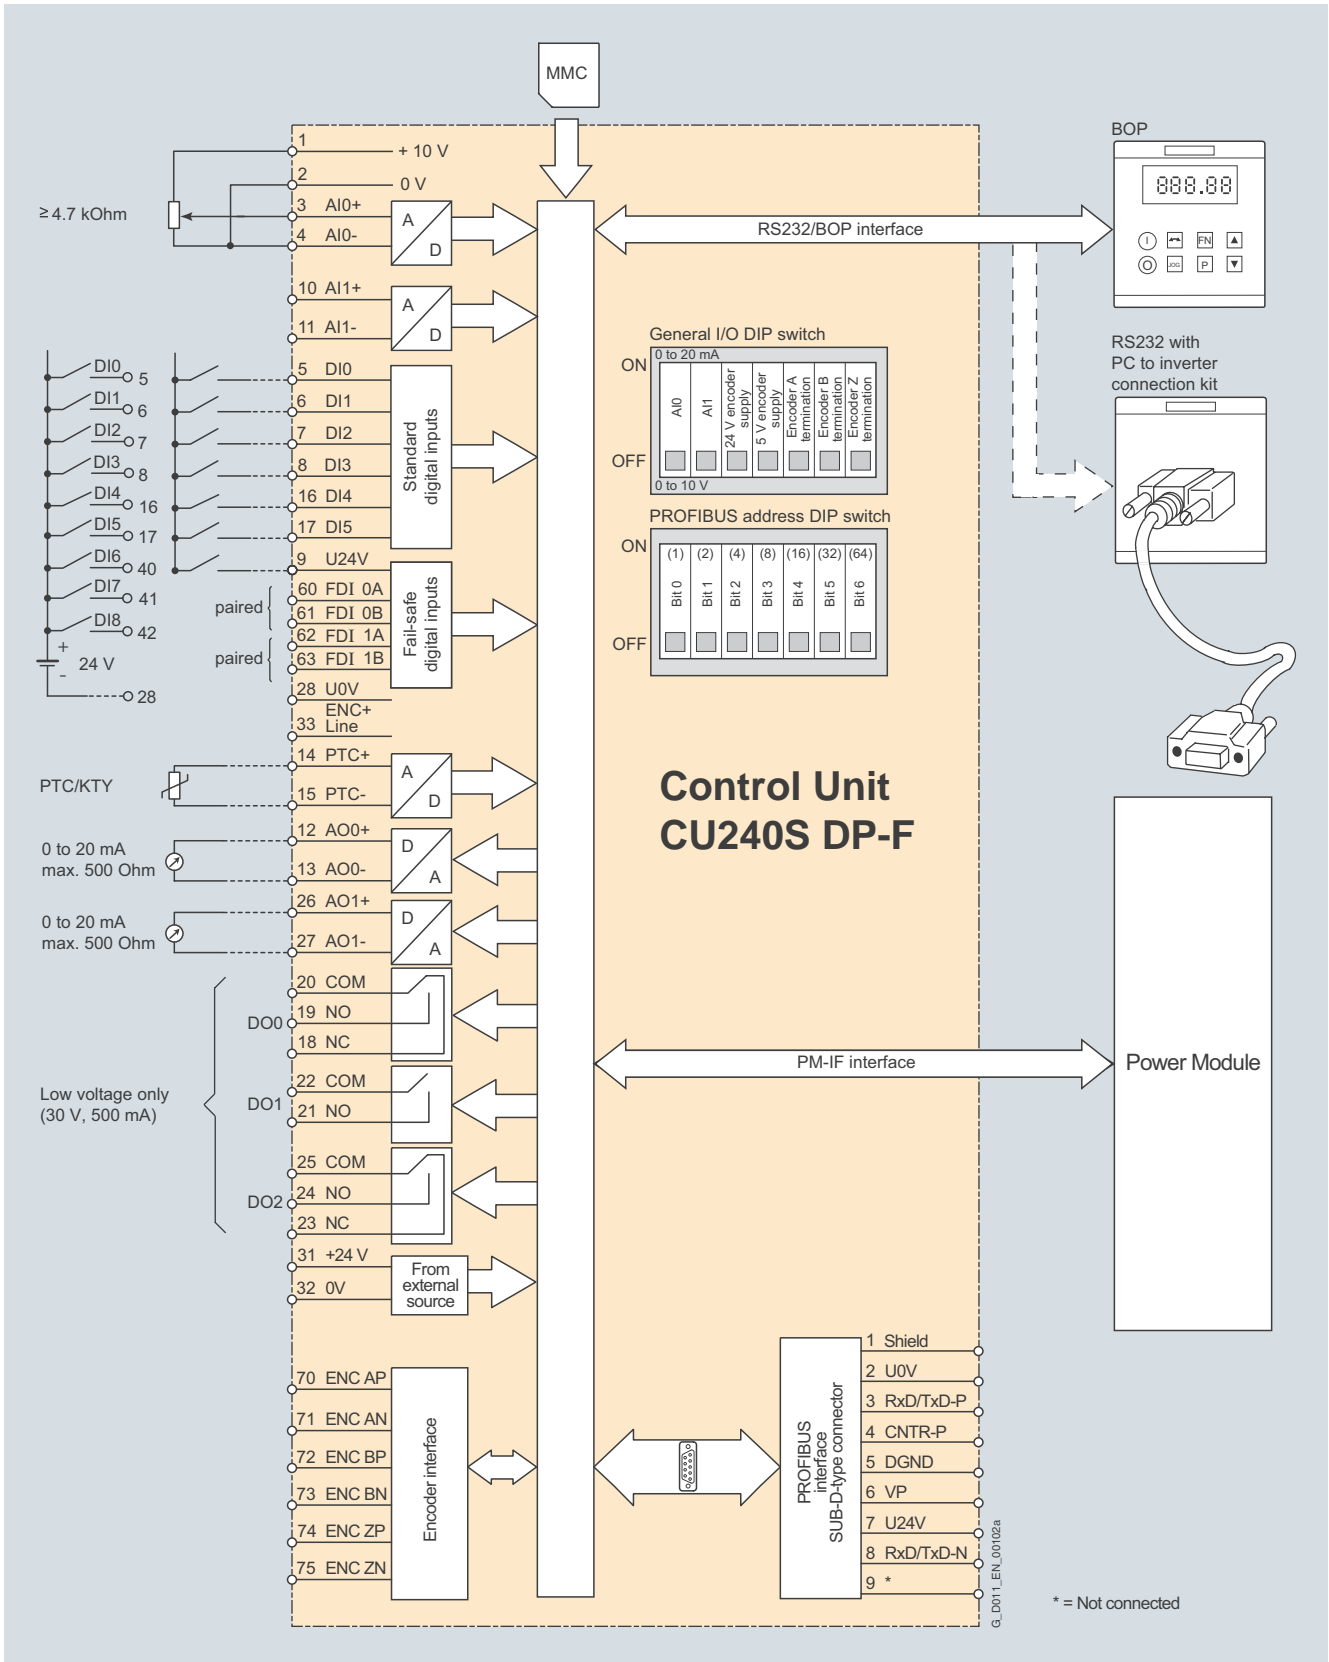 MMC
BOP
888.88
I
FN
O
JOG
P
RS232/BOP interface
RS232 with
PC to inverter
connection kit
≥ 4.7 kOhm
1
+ 10 V
2
0 V
3 AI0+
4 AI0-
A
D
10 AI1+
11 AI1-
A
D
DI0 5
DI1 6
DI2 7
DI3 8
DI4 16
DI5 17
DI6 40
DI7 41
DI8 42
+
24 V
-
28
5 DI0
6 DI1
7 DI2
8 DI3
16 DI4
17 DI5
Standard
digital inputs
9 U24V
paired
60 FDI 0A
61 FDI 0B
paired
62 FDI 1A
63 FDI 1B
Fail-safe
digital inputs
28 U0V
ENC+
33 Line
General I/O DIP switch
ON
0 to 20 mA
AI0
AI1
24 V encoder
supply
5 V encoder
supply
Encoder A
termination
Encoder B
termination
Encoder Z
termination
OFF
0 to 10 V
PROFIBUS address DIP switch
ON
(1) (2) (4) (8) (16) (32) (64)
Bit 0
Bit 1
Bit 2
Bit 3
Bit 4
Bit 5
Bit 6
OFF
Control Unit
CU240S DP-F
PTC/KTY
14 PTC+
15 PTC-
A
D
0 to 20 mA
max. 500 Ohm
12 AO0+
13 AO0-
D
A
0 to 20 mA
max. 500 Ohm
26 AO1+
27 AO1-
D
A
Low voltage only
(30 V, 500 mA)
DO0
20 COM
19 NO
18 NC
DO1
22 COM
21 NO
DO2
25 COM
24 NO
23 NC
PM-IF interface
Power Module
31 +24 V
32 0V
From
external
source
70 ENC AP
71 ENC AN
72 ENC BP
73 ENC BN
74 ENC ZP
75 ENC ZN
Encoder interface
PROFIBUS
interface
SUB-D-type connector
1 Shield
2 U0V
3 RxD/TxD-P
4 CNTR-P
5 DGND
6 VP
7 U24V
8 RxD/TxD-N
9 *
G_D011_EN_00102a
* = Not connected